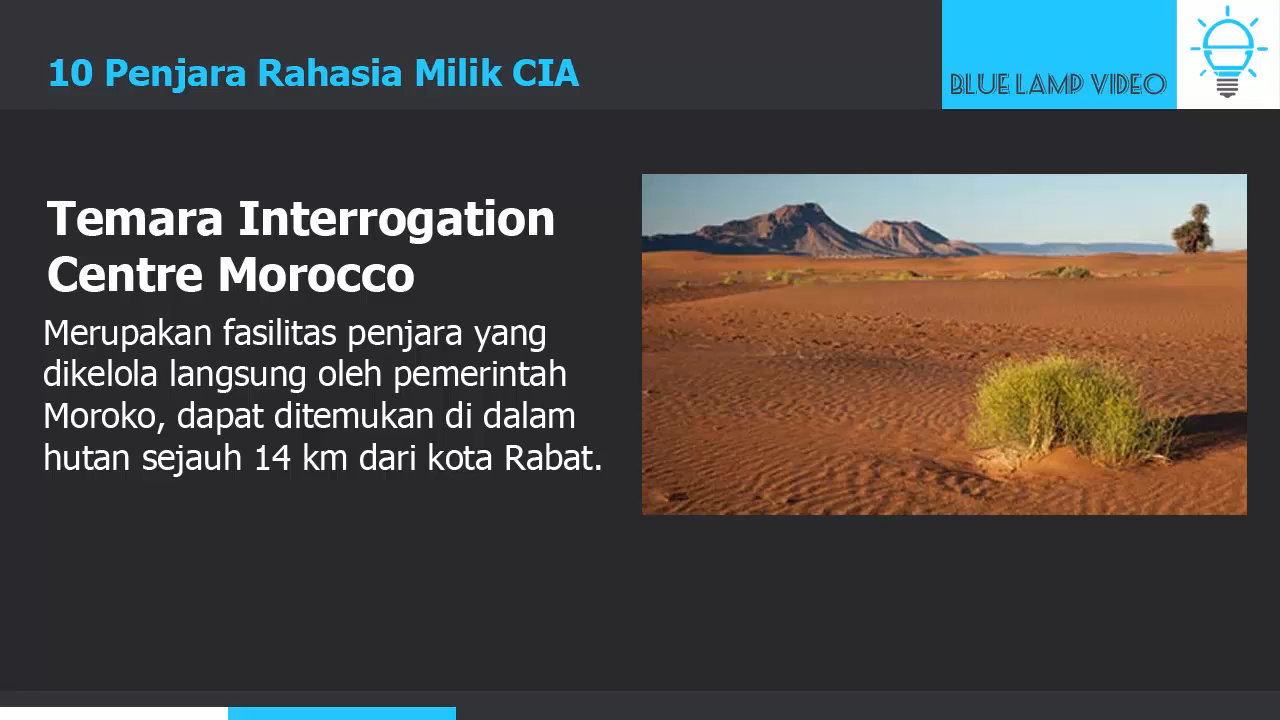 10 Penjara Rahasia Milik CIA
BLUE LAMP VIDEO
Temara Interrogation
Centre Morocco
Merupakan fasilitas penjara yang
dikelola langsung oleh pemerintah
Moroko, dapat ditemukan di dalam
hutan sejauh 14 km dari kota Rabat.